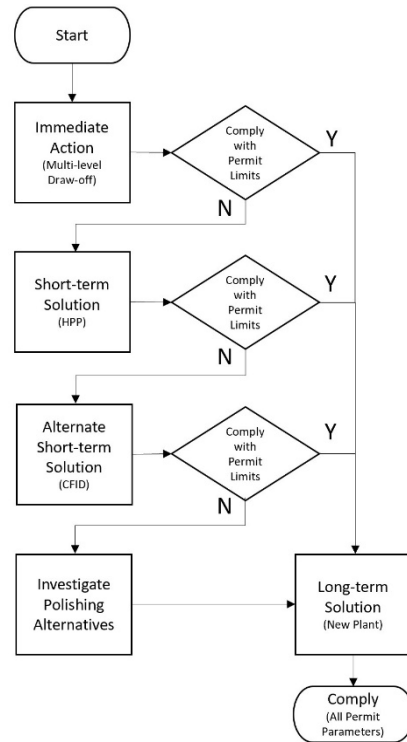 Start
Immediate
Action
(Multi-level
Draw-off)
Comply
with
Permit
Limits
Y
N
Short-term
Solution
(HPP)
Comply
with
Permit
Limits
Y
N
Alternate
Short-term
Solution
(CFID)
Comply
with
Permit
Limits
Y
N
Investigate
Polishing
Alternatives
Long-term
Solution
(New Plant)
Comply
(All Permit
Parameters)